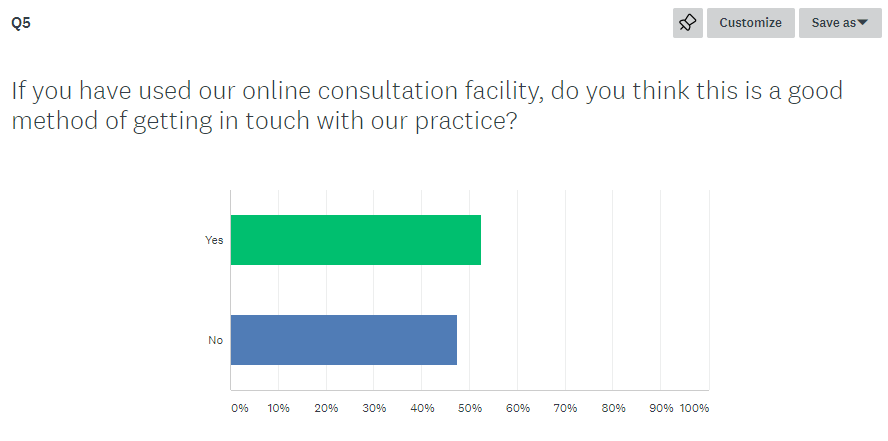 Q5
Customize
Save as
If you have used our online consultation facility, do you think this is a good
method of getting in touch with our practice?
Yes
No
0% 10% 20% 30% 40% 50% 60% 70% 80% 90% 100%